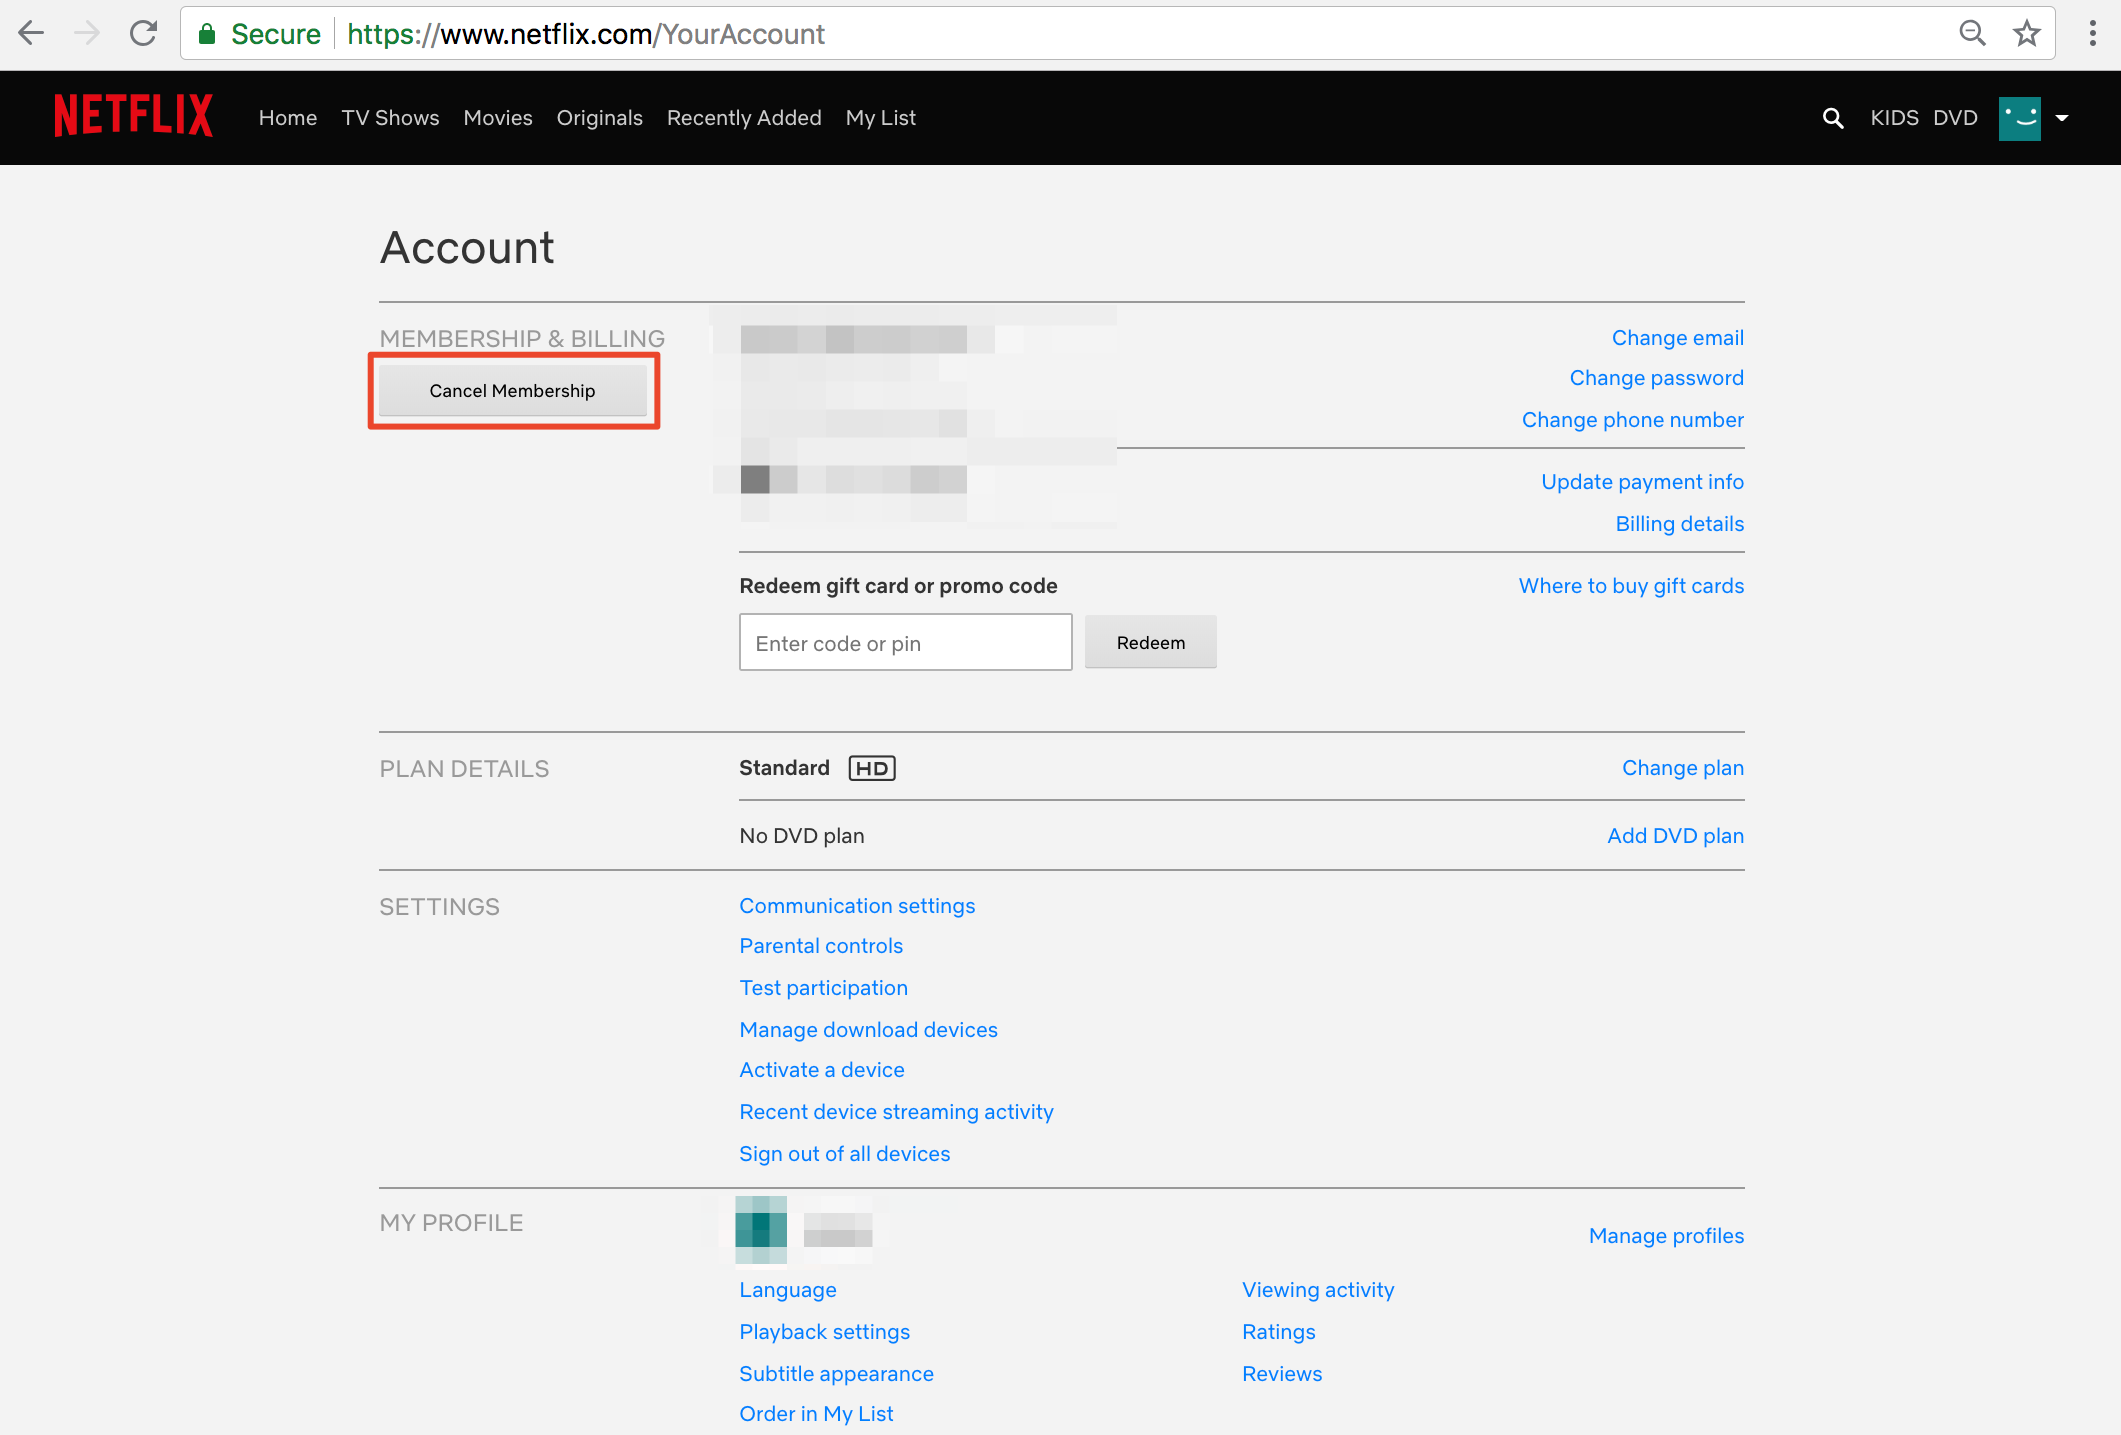 Secure https://www.netflix.com/YourAccount
NETFLIX Home TV Shows Movies Originals Recently Added My List KIDS DVD
Account
MEMBERSHIP & BILLING Change email
Cancel Membership Change password
Change phone number
Update payment info
Billing details
Redeem gift card or promo code Where to buy gift cards
Enter code or pin Redeem
PLAN DETAILS Standard HD Change plan
No DVD plan Add DVD plan
SETTINGS Communication settings
Parental controls
Test participation
Manage download devices
Activate a device
Recent device streaming activity
Sign out of all devices
MY PROFILE Manage profiles
Language Viewing activity
Playback settings Ratings
Subtitle appearance Reviews
Order in My List